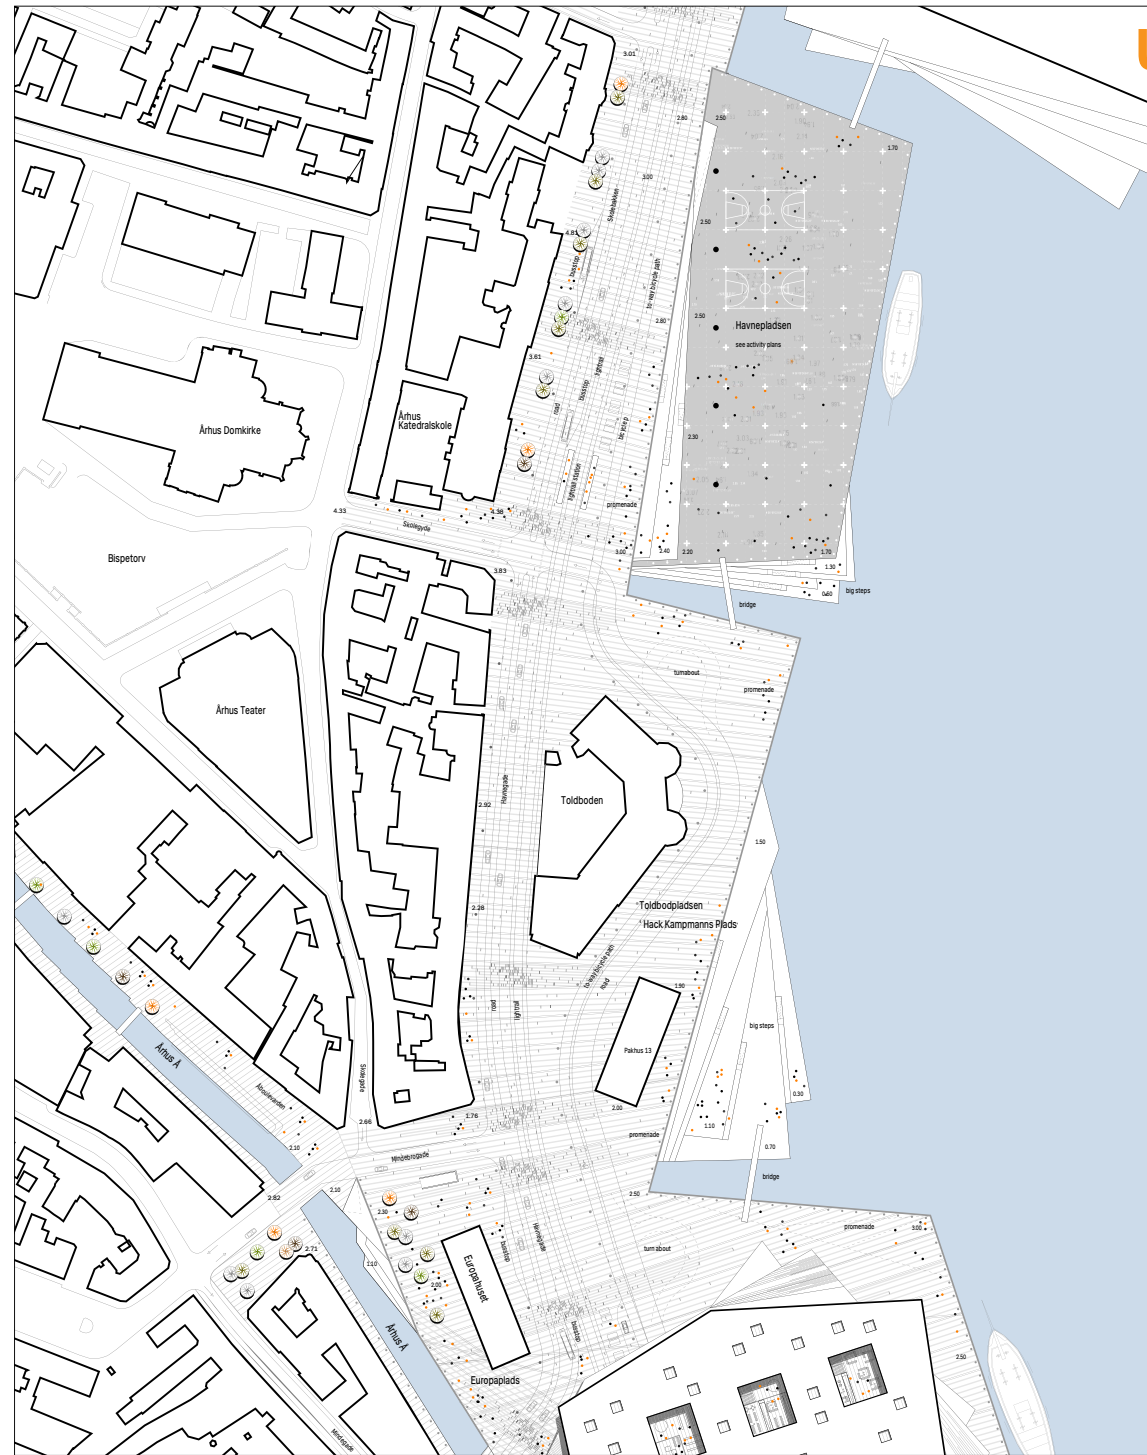 3.01
2.80
2.50
1.70
3.00
Skolebakken
2.50
4.81
busstop
to way bicycle path
2.50
2.80
Havnepladsen
see activity plans
3.61
lightrail
busstop
road
Århus
Katedralskole
Århus Domkirke
bicycle p
2.30
lightrail station
promenade
4.33
4.38
Skolegyde
3.00
2.40
2.20
1.70
1.30
Bispetorv
3.83
0.60
big steps
bridge
turnabout
promenade
Århus Teater
Havnegade
2.92
Toldboden
1.50
2.28
Toldbodpladsen
Hack Kampmanns Plads
to way bicycle path
road
1.90
road
lightrail
big steps
Århus Å
Pakhus 13
Skolegade
Åboulevarden
0.30
2.00
1.76
1.10
2.66
promenade
2.10
0.70
Mindebrogade
bridge
2.10
2.50
2.82
2.30
promenade
3.00
Havnegade
2.71
busstop
turnabout
1.10
Europahuset
2.00
Århus Å
busstop
2.50
Europaplads
Mindegade